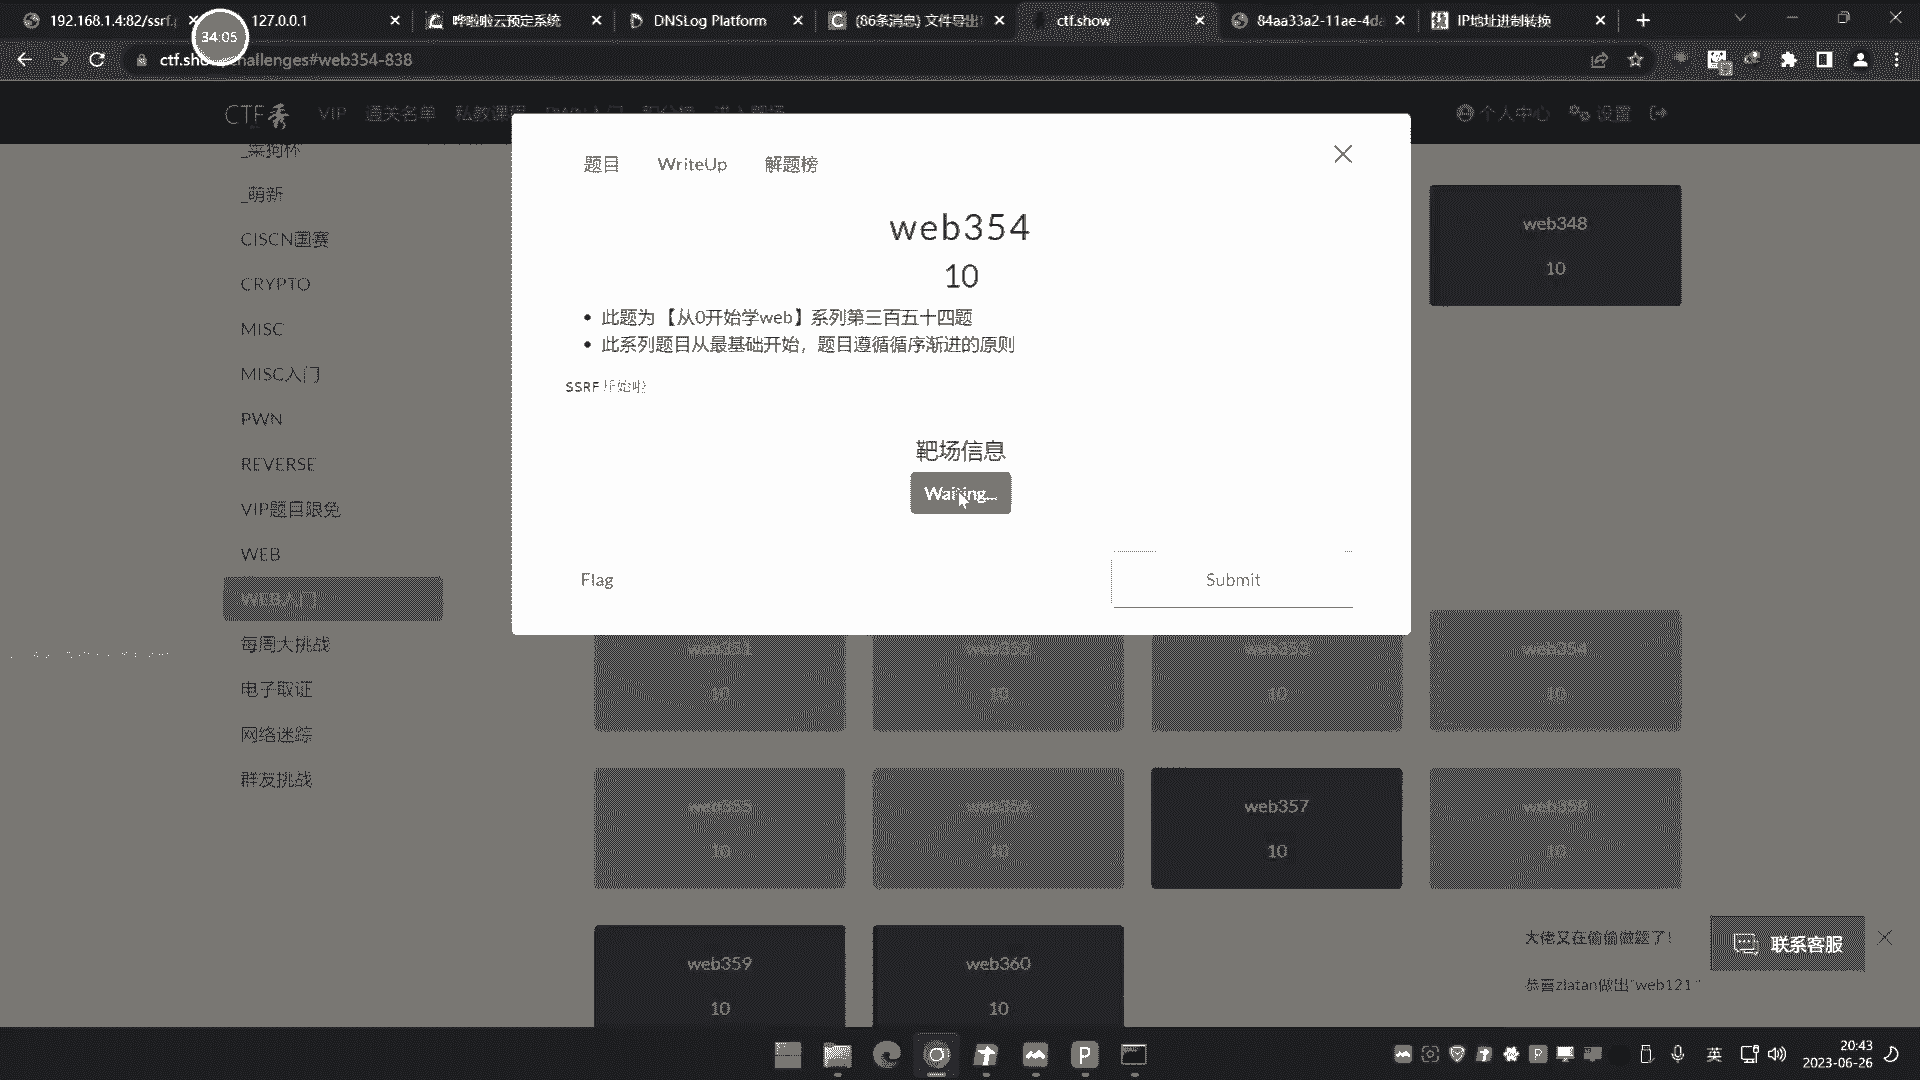 192.168.1.4:82/ssrf.
34:05
127.0.0.1
哗啦啦云预定系统
DNSLog Platform
(86条消息) 文件导出
ctf.show
84aa33a2-11ae-4da
IP地址进制转换
ctf.sho
hallenges#web354-838
CTF秀
VIP
通关名单
私教课程
个人中心
设置
_菜狗杯
_萌新
CISCN国赛
CRYPTO
MISC
MISC入门
PWN
REVERSE
VIP题目限免
WEB
WEB入门
每周大挑战
电子取证
网络迷踪
群友挑战
题目
WriteUp
解题榜
web354
10
此题为 【从0开始学web】系列第三百五十四题
此系列题目从最基础开始，题目遵循循序渐进的原则
SSRF 开始啦
靶场信息
Waiting...
Flag
Submit
web348
10
web351
10
web352
10
web353
10
web354
10
web355
10
web356
10
web357
10
web358
10
web359
10
web360
10
大佬又在偷偷做题了!
恭喜zlatan做出"web121"
联系客服
英
20:43
2023-06-26